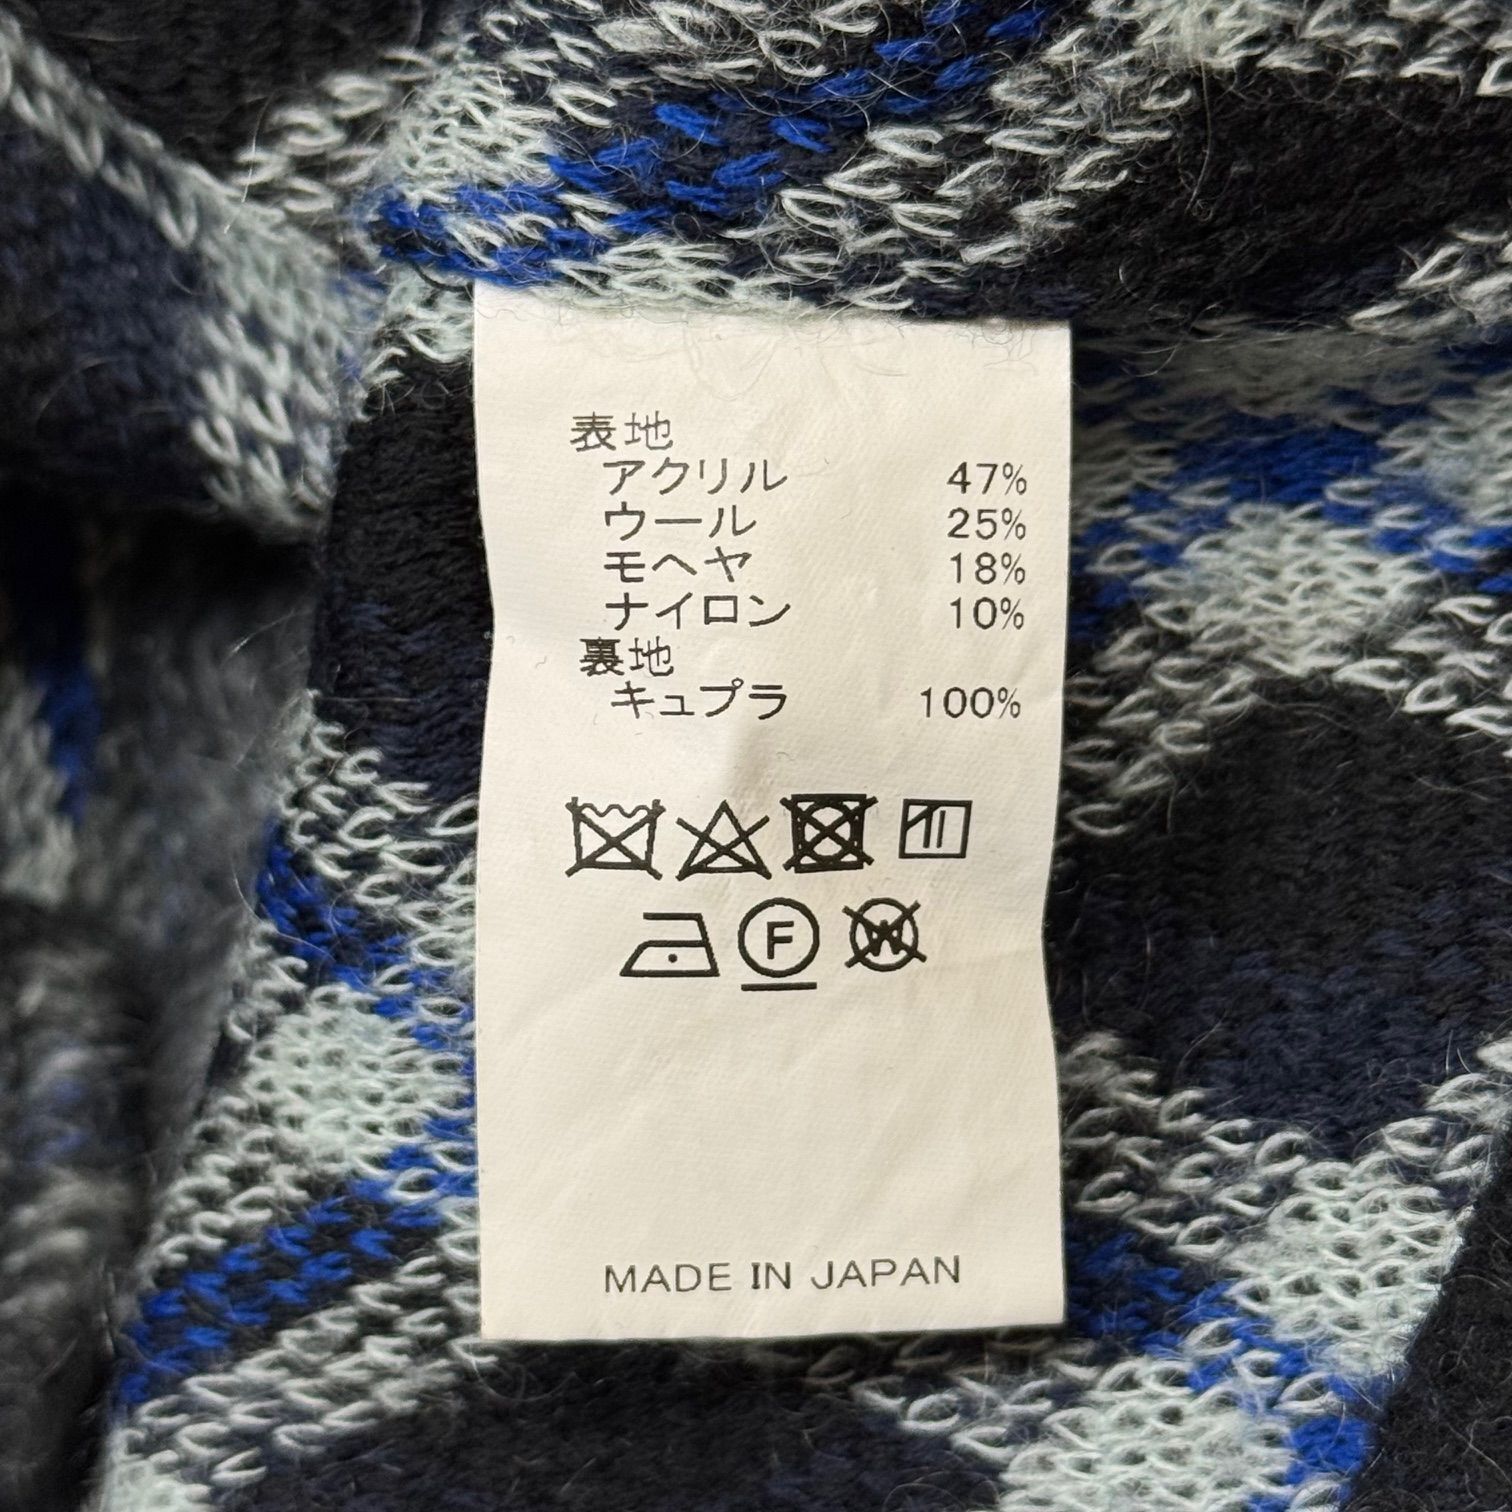 表地
アクリル 47%
ウール 25%
モヘヤ 18%
ナイロン 10%
裏地
キュプラ 100%
F W
MADE IN JAPAN